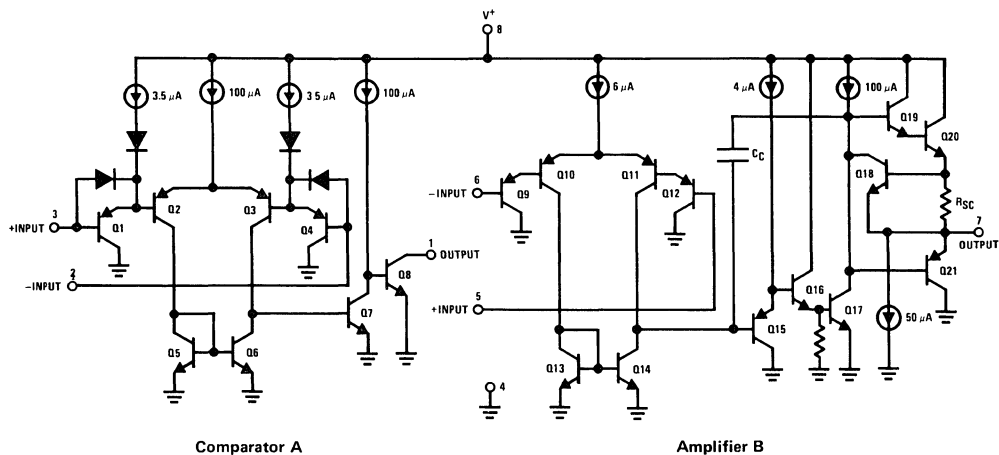 V+
8
3.5 μA
100 μA
3 5 μA
100 μA
6 μA
4 μA
100 μA
Q19
Q20
CC
Q18
RSC
7
OUTPUT
3
+INPUT
Q1
Q2
Q3
Q4
6
−INPUT
Q9
Q10
Q11
Q12
1
OUTPUT
Q8
2
−INPUT
Q7
5
+INPUT
Q16
Q17
Q21
Q15
50 μA
Q5
Q6
Q13
Q14
4
Comparator A
Amplifier B